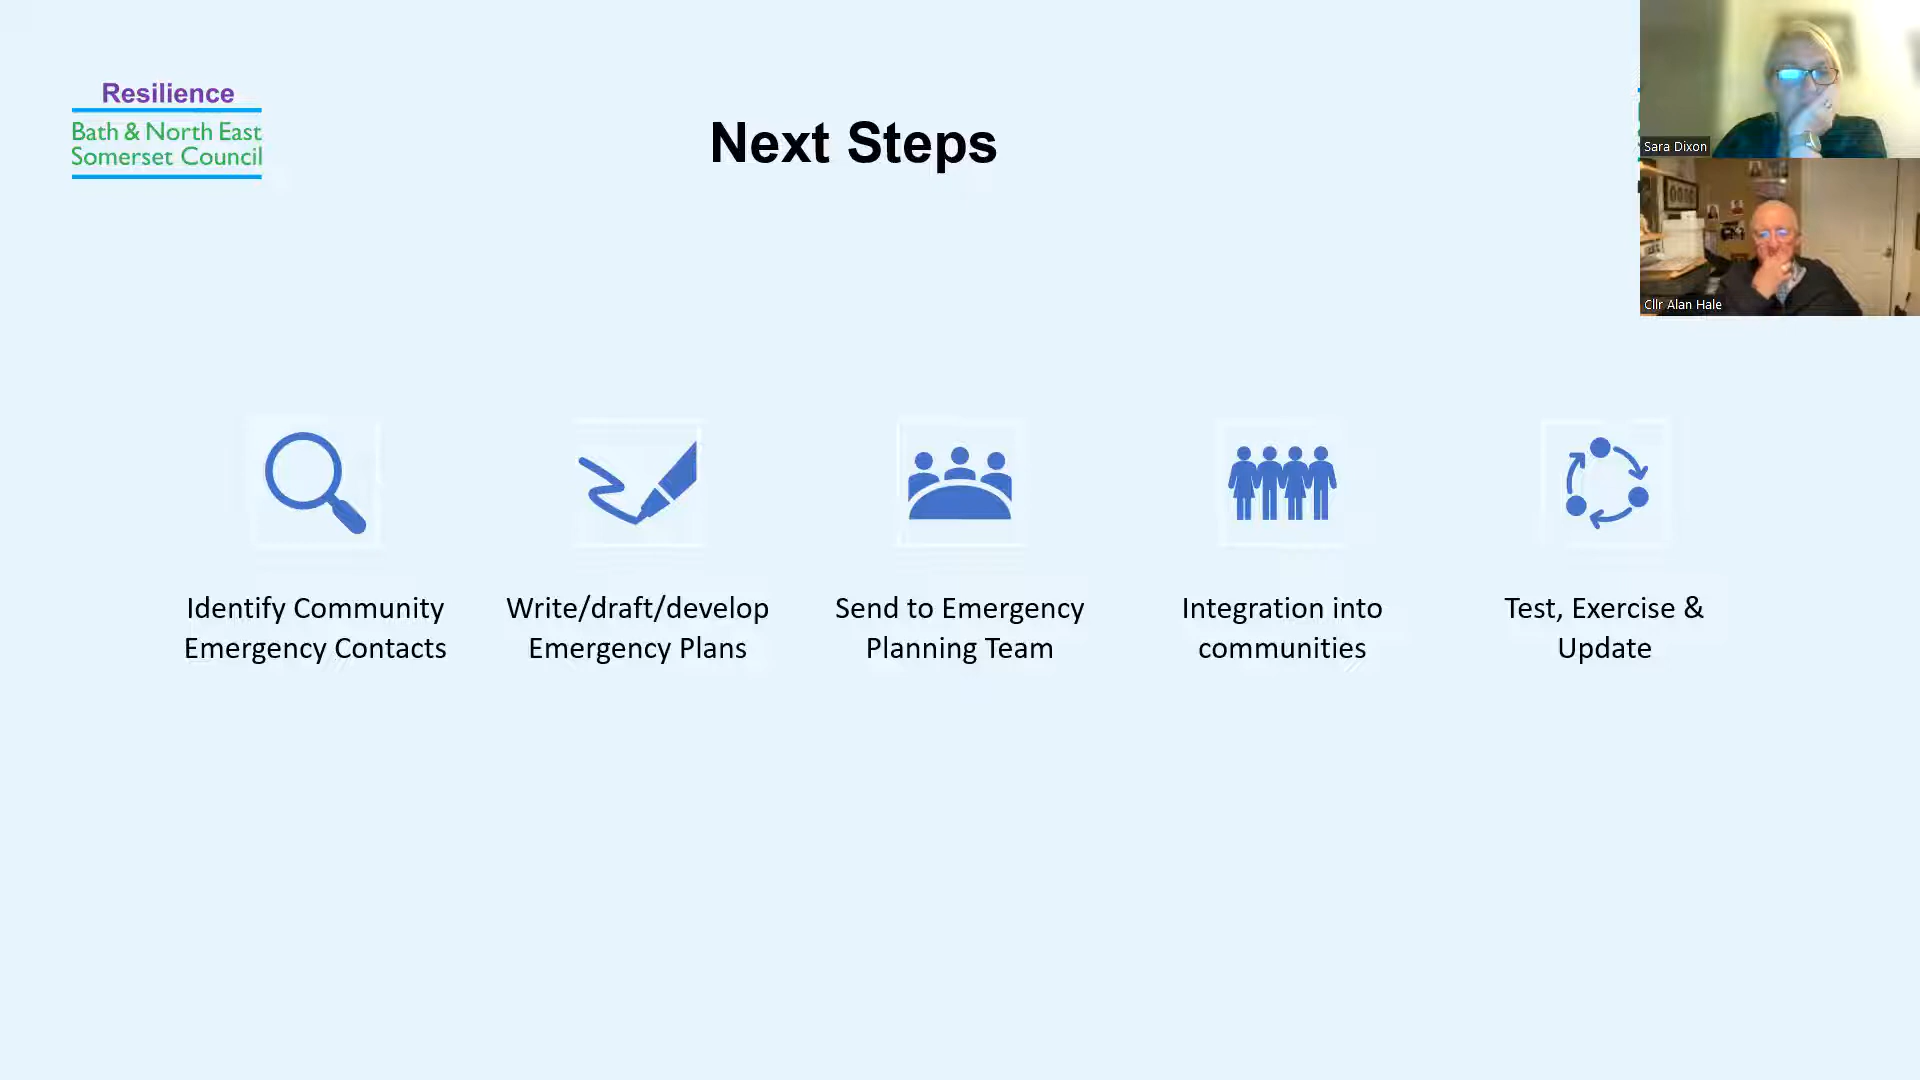 Resilience
Bath & North East
Somerset Council
Next Steps
Sara Dixon
Cllr Alan Hale
Identify Community
Emergency Contacts
Write/draft/develop
Emergency Plans
Send to Emergency
Planning Team
Integration into
communities
Test, Exercise &
Update